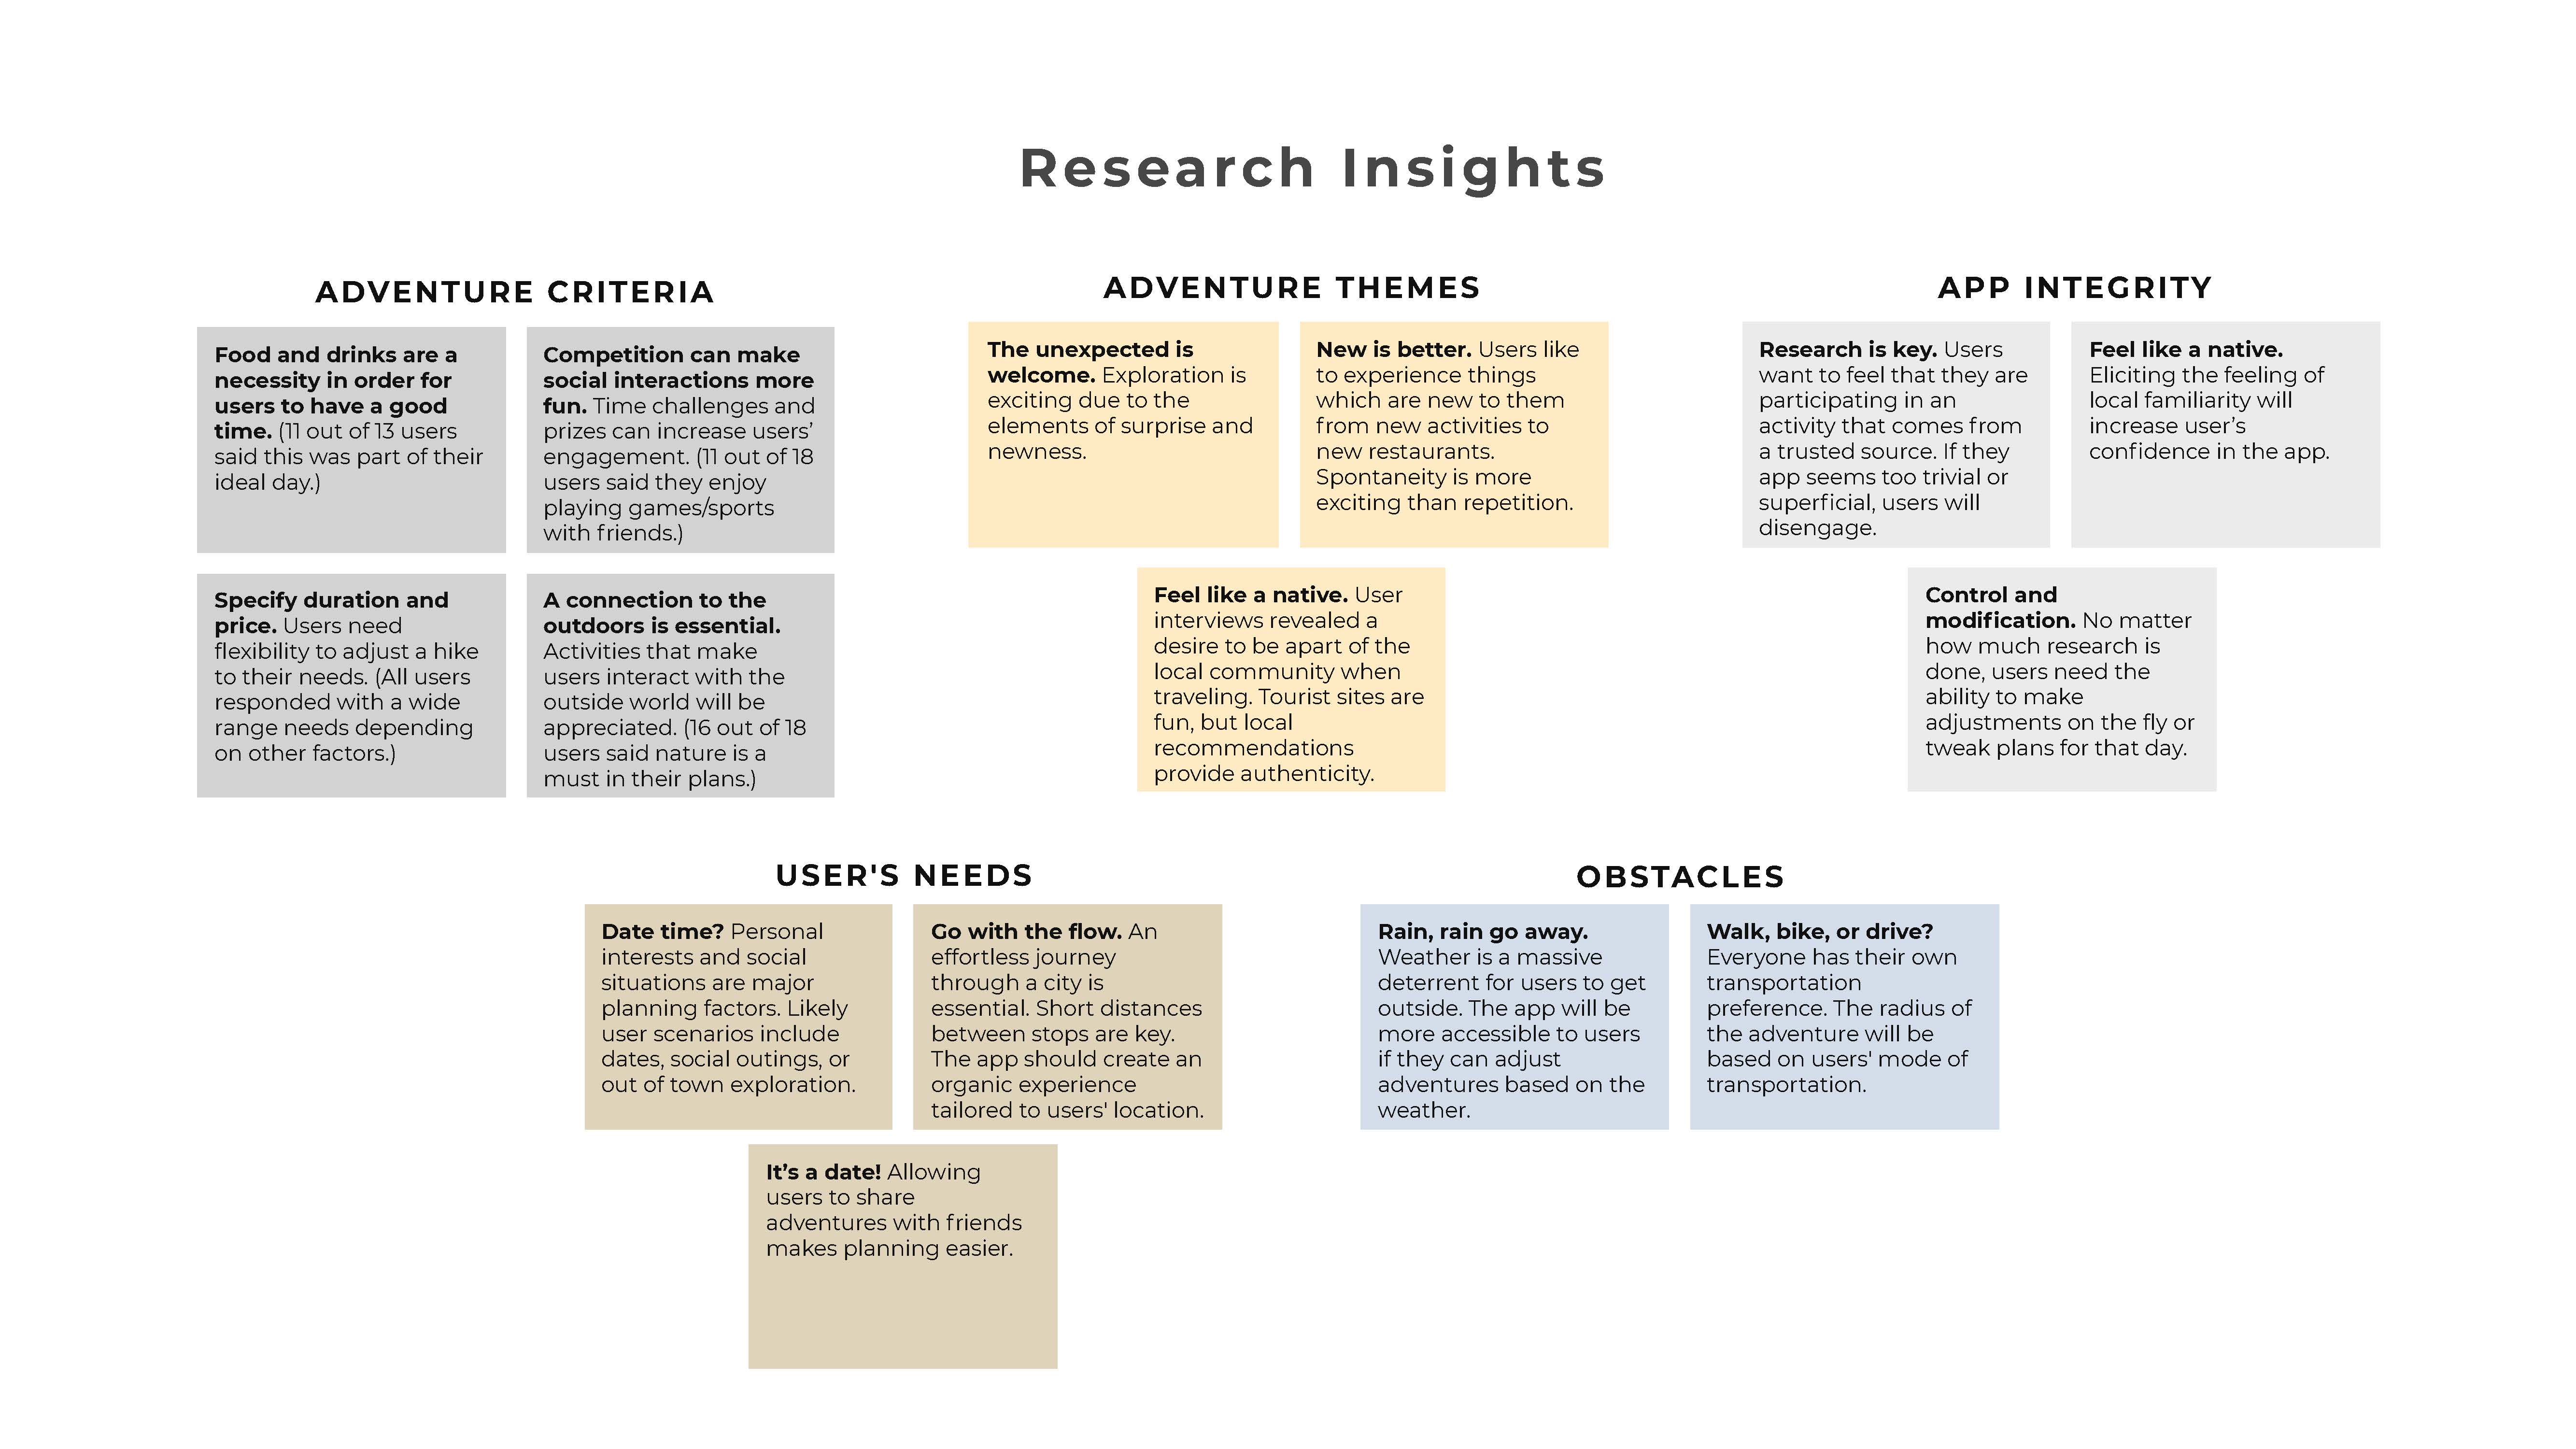 Research Insights
ADVENTURE CRITERIA
Food and drinks are a
necessity in order for
users to have a good
time. (11 out of 13 users
said this was part of their
ideal day.)
Competition can make
social interactions more
fun. Time challenges and
prizes can increase users’
engagement. (11 out of 18
users said they enjoy
playing games/sports
with friends.)
Specify duration and
price. Users need
flexibility to adjust a hike
to their needs. (All users
responded with a wide
range needs depending
on other factors.)
A connection to the
outdoors is essential.
Activities that make
users interact with the
outside world will be
appreciated. (16 out of 18
users said nature is a
must in their plans.)
ADVENTURE THEMES
The unexpected is
welcome. Exploration is
exciting due to the
elements of surprise and
newness.
New is better. Users like
to experience things
which are new to them
from new activities to
new restaurants.
Spontaneity is more
exciting than repetition.
Feel like a native. User
interviews revealed a
desire to be apart of the
local community when
traveling. Tourist sites are
fun, but local
recommendations
provide authenticity.
APP INTEGRITY
Research is key. Users
want to feel that they are
participating in an
activity that comes from
a trusted source. If they
app seems too trivial or
superficial, users will
disengage.
Feel like a native.
Eliciting the feeling of
local familiarity will
increase user’s
confidence in the app.
Control and
modification. No matter
how much research is
done, users need the
ability to make
adjustments on the fly or
tweak plans for that day.
USER'S NEEDS
Date time? Personal
interests and social
situations are major
planning factors. Likely
user scenarios include
dates, social outings, or
out of town exploration.
Go with the flow. An
effortless journey
through a city is
essential. Short distances
between stops are key.
The app should create an
organic experience
tailored to users' location.
It’s a date! Allowing
users to share
adventures with friends
makes planning easier.
OBSTACLES
Rain, rain go away.
Weather is a massive
deterrent for users to get
outside. The app will be
more accessible to users
if they can adjust
adventures based on the
weather.
Walk, bike, or drive?
Everyone has their own
transportation
preference. The radius of
the adventure will be
based on users' mode of
transportation.